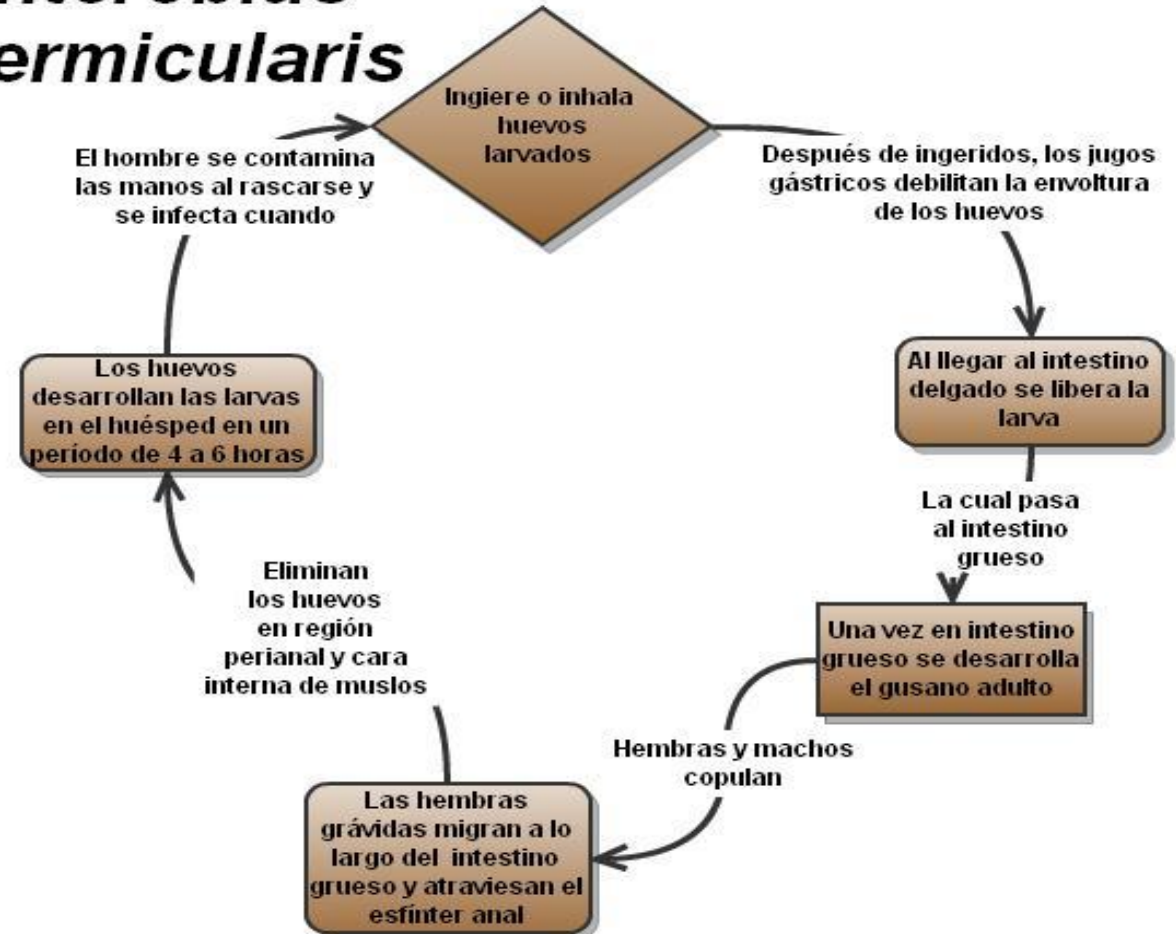 nterobius
ermicularis
Ingiere o inhala
huevos
larvados
Después de ingeridos, los jugos
gástricos debilitan la envoltura
de los huevos
Al llegar al intestino
delgado se libera la
larva
La cual pasa
al intestino
grueso
Una vez en intestino
grueso se desarrolla
el gusano adulto
Hembras y machos
copulan
Las hembras
grávidas migran a lo
largo del intestino
grueso y atraviesan el
esfínter anal
Eliminan
los huevos
en región
perianal y cara
interna de muslos
Los huevos
desarrollan las larvas
en el huésped en un
período de 4 a 6 horas
El hombre se contamina
las manos al rascarse y
se infecta cuando